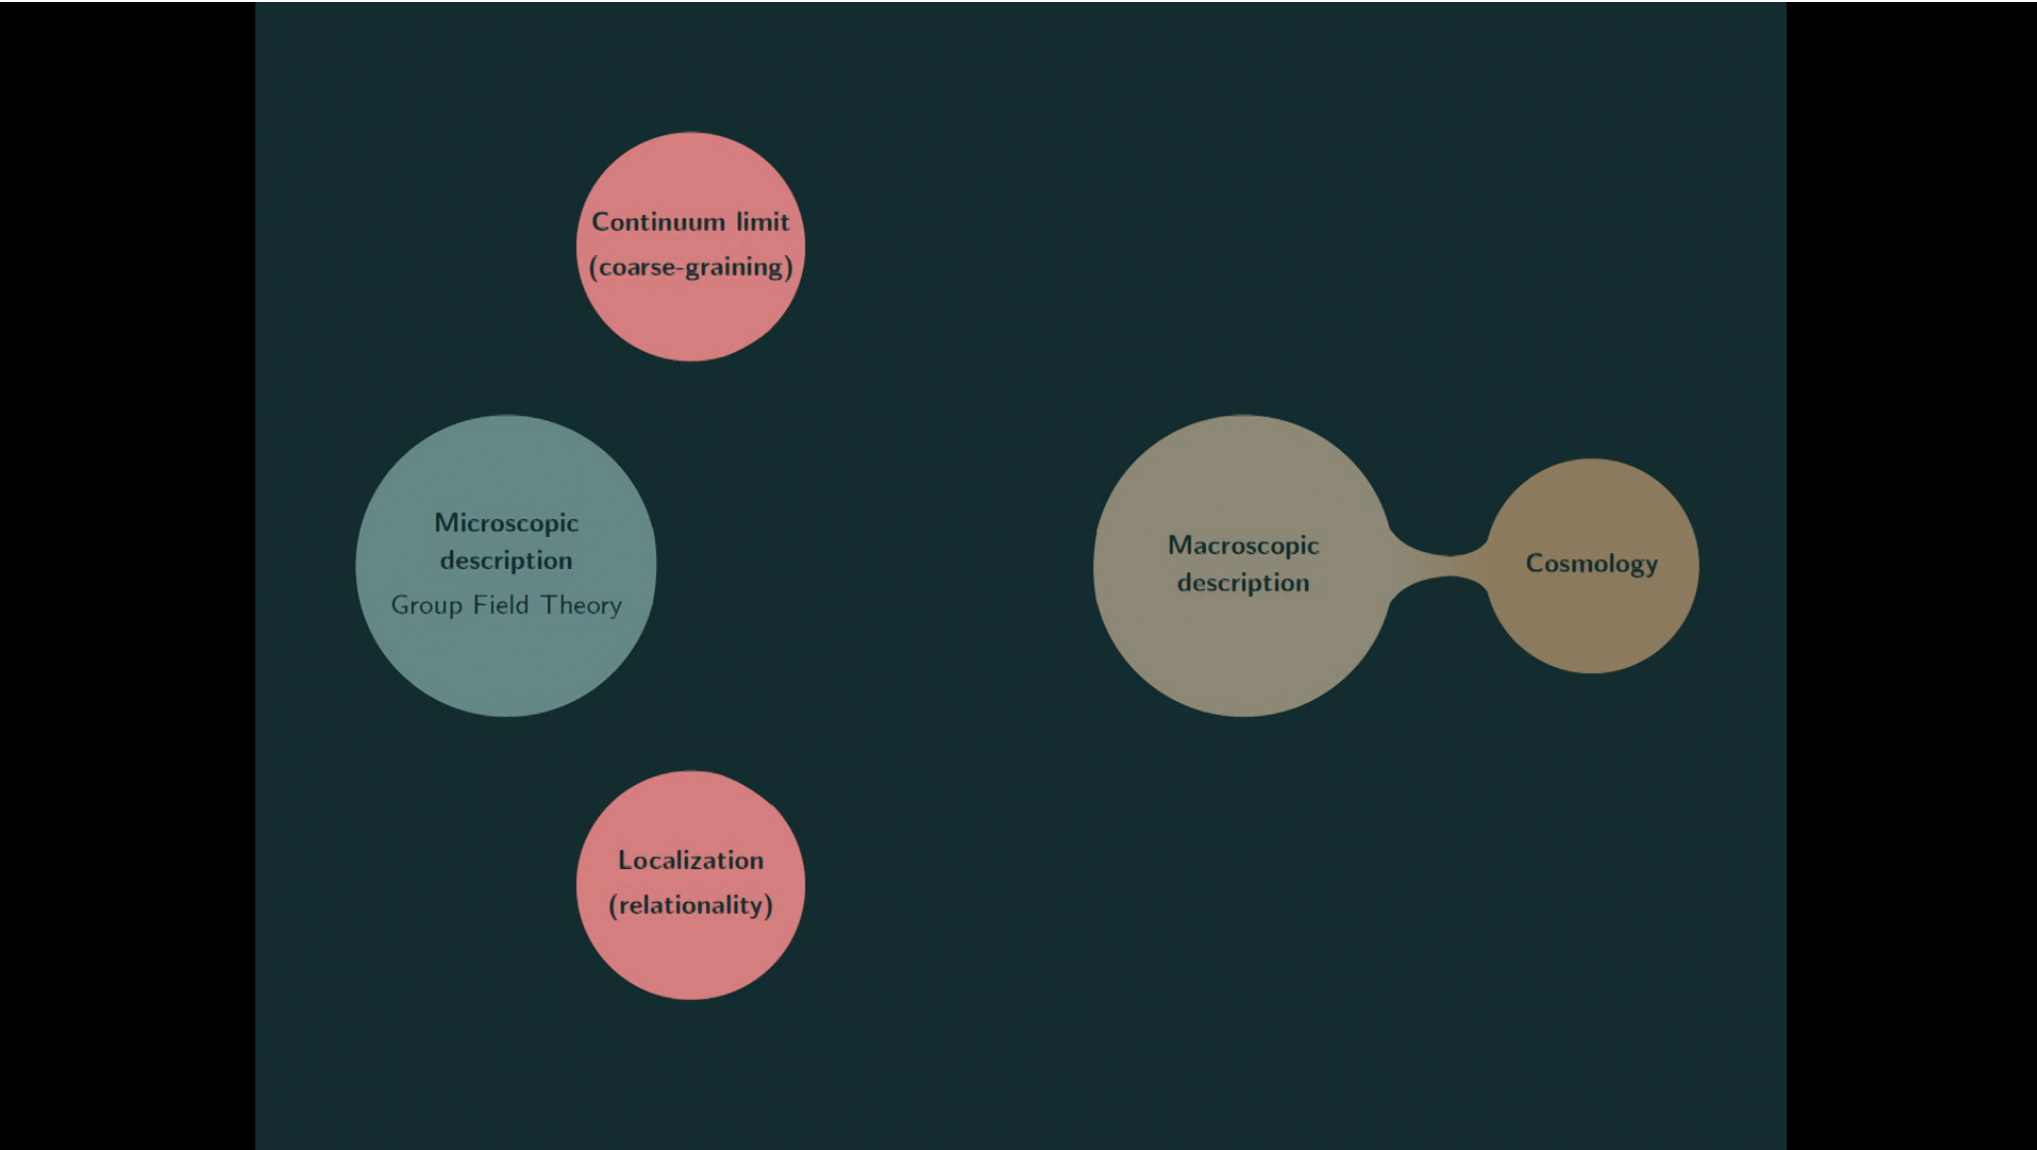 Continuum limit
(coarse-graining)
Microscopic
description
Group Field Theory
Macroscopic
description
Cosmology
Localization
(relationality)